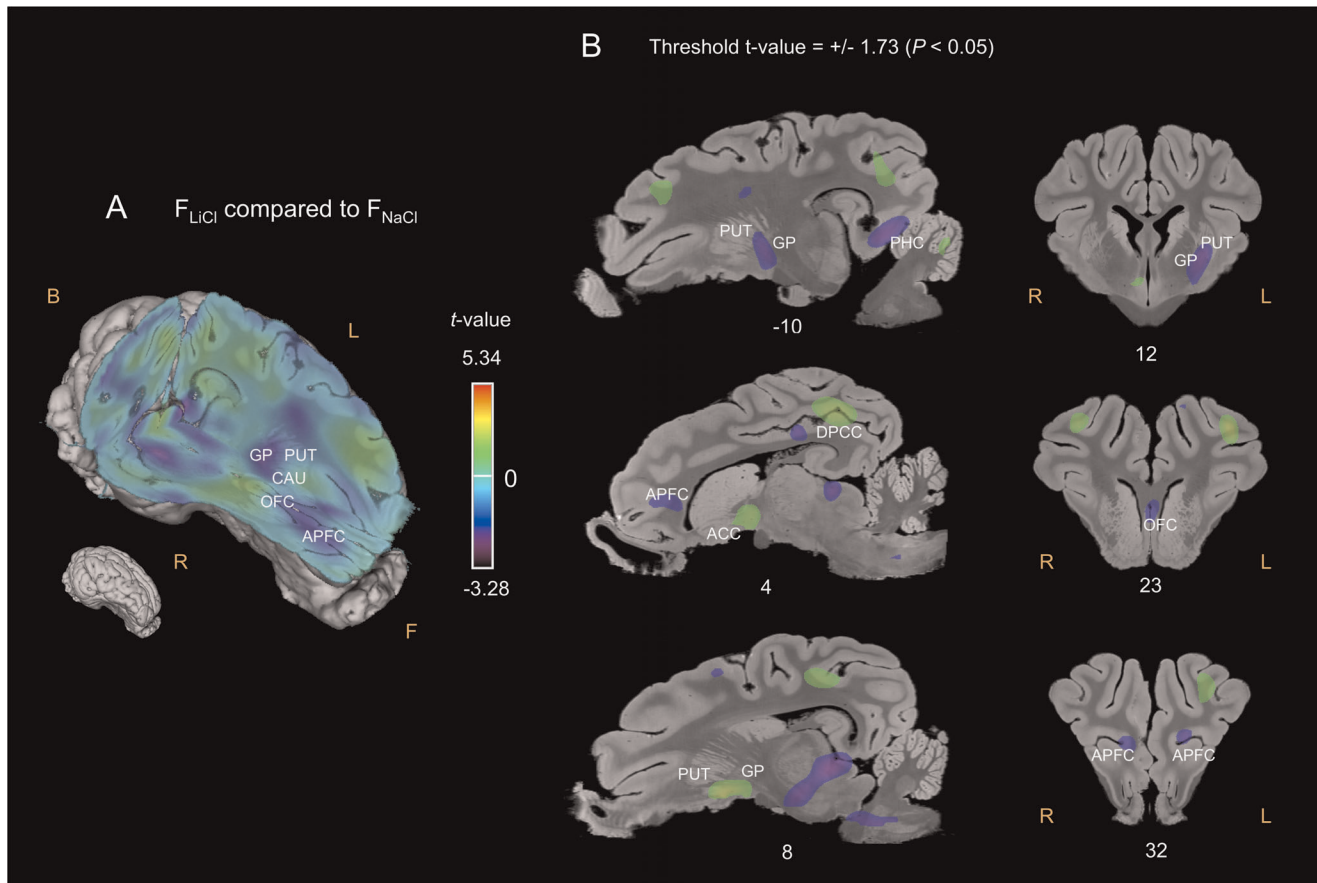 A F_LiCl compared to F_NaCl
B
L
GP PUT
CAU
OFC
APFC
R
F
t-value
5.34
0
-3.28
B Threshold t-value = +/- 1.73 (P < 0.05)
PUT GP PHC
-10
PUT
GP
R L
12
DPCC
APFC
ACC
4
OFC
R L
23
PUT GP
8
APFC APFC
R L
32